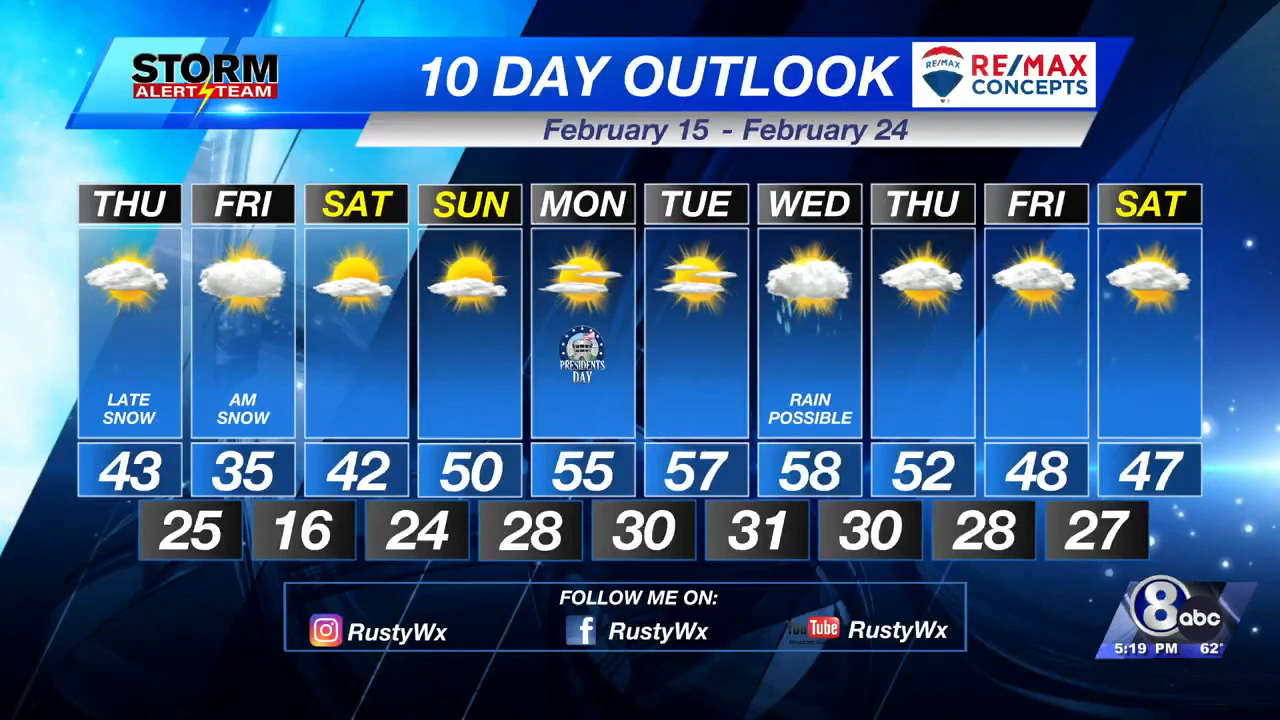 STORM
ALERT TEAM
10 DAY OUTLOOK
RE/MAX
RE/MAX
CONCEPTS
February 15 - February 24
THU FRI SAT SUN MON TUE WED THU FRI SAT
PRESIDENTS
DAY
LATE
SNOW
AM
SNOW
RAIN
POSSIBLE
43 35 42 50 55 57 58 52 48 47
25 16 24 28 30 31 30 28 27
FOLLOW ME ON:
RustyWx
f RustyWx
YouTube RustyWx
8 abc
5:19 PM 62°